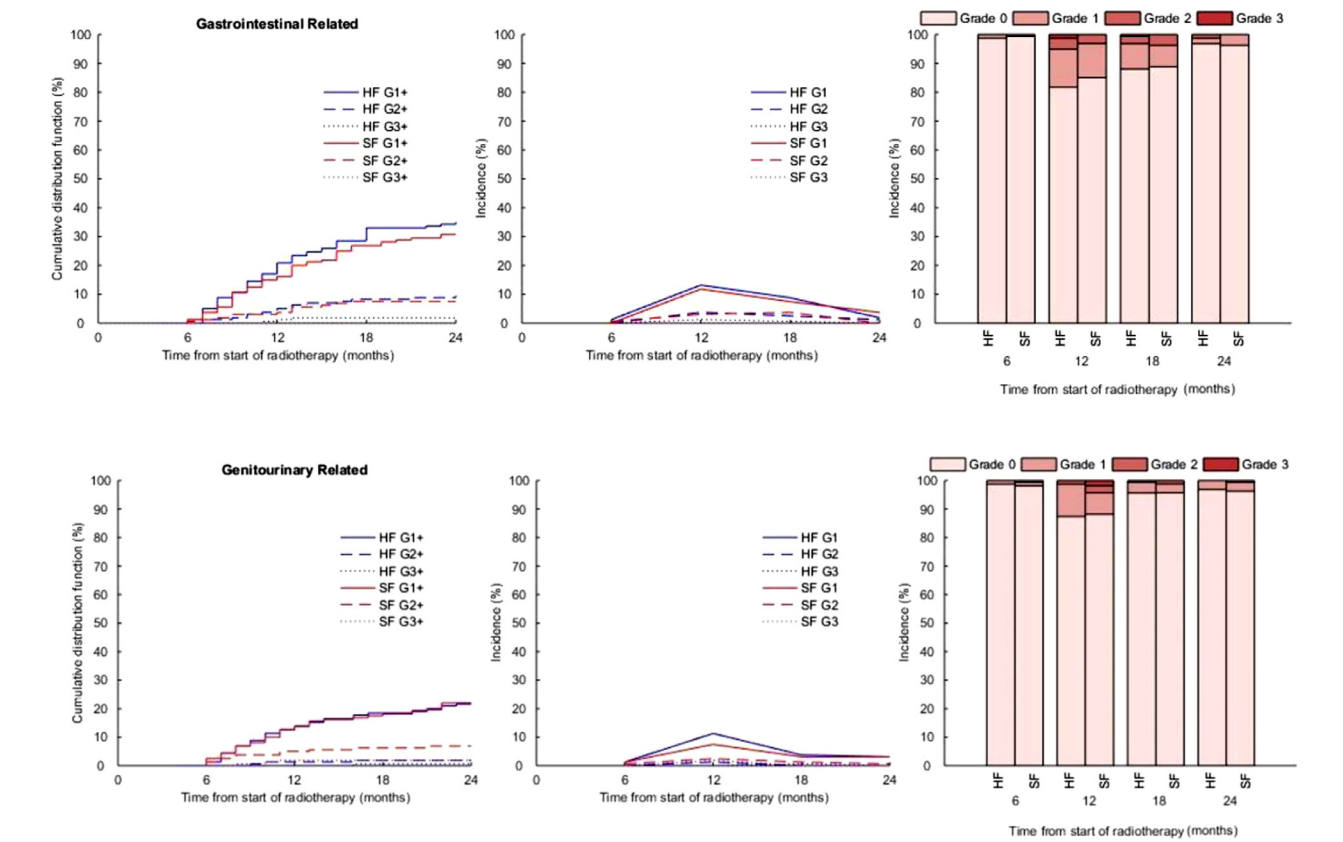 Gastrointestinal Related
Cumulative distribution function (%)
100
90
80
70
60
50
40
30
20
10
0
HF G1+
HF G2+
HF G3+
SF G1+
SF G2+
SF G3+
0 6 12 18 24
Time from start of radiotherapy (months)
Incidence (%)
100
90
80
70
60
50
40
30
20
10
0
HF G1
HF G2
HF G3
SF G1
SF G2
SF G3
0 6 12 18 24
Time from start of radiotherapy (months)
Grade 0 Grade 1 Grade 2 Grade 3
Incidence (%)
100
90
80
70
60
50
40
30
20
10
0
HF SF HF SF HF SF HF SF
6 12 18 24
Time from start of radiotherapy (months)
Genitourinary Related
Cumulative distribution function (%)
100
90
80
70
60
50
40
30
20
10
0
HF G1+
HF G2+
HF G3+
SF G1+
SF G2+
SF G3+
0 6 12 18 24
Time from start of radiotherapy (months)
Incidence (%)
100
90
80
70
60
50
40
30
20
10
0
HF G1
HF G2
HF G3
SF G1
SF G2
SF G3
0 6 12 18 24
Time from start of radiotherapy (months)
Grade 0 Grade 1 Grade 2 Grade 3
Incidence (%)
100
90
80
70
60
50
40
30
20
10
0
HF SF HF SF HF SF HF SF
6 12 18 24
Time from start of radiotherapy (months)